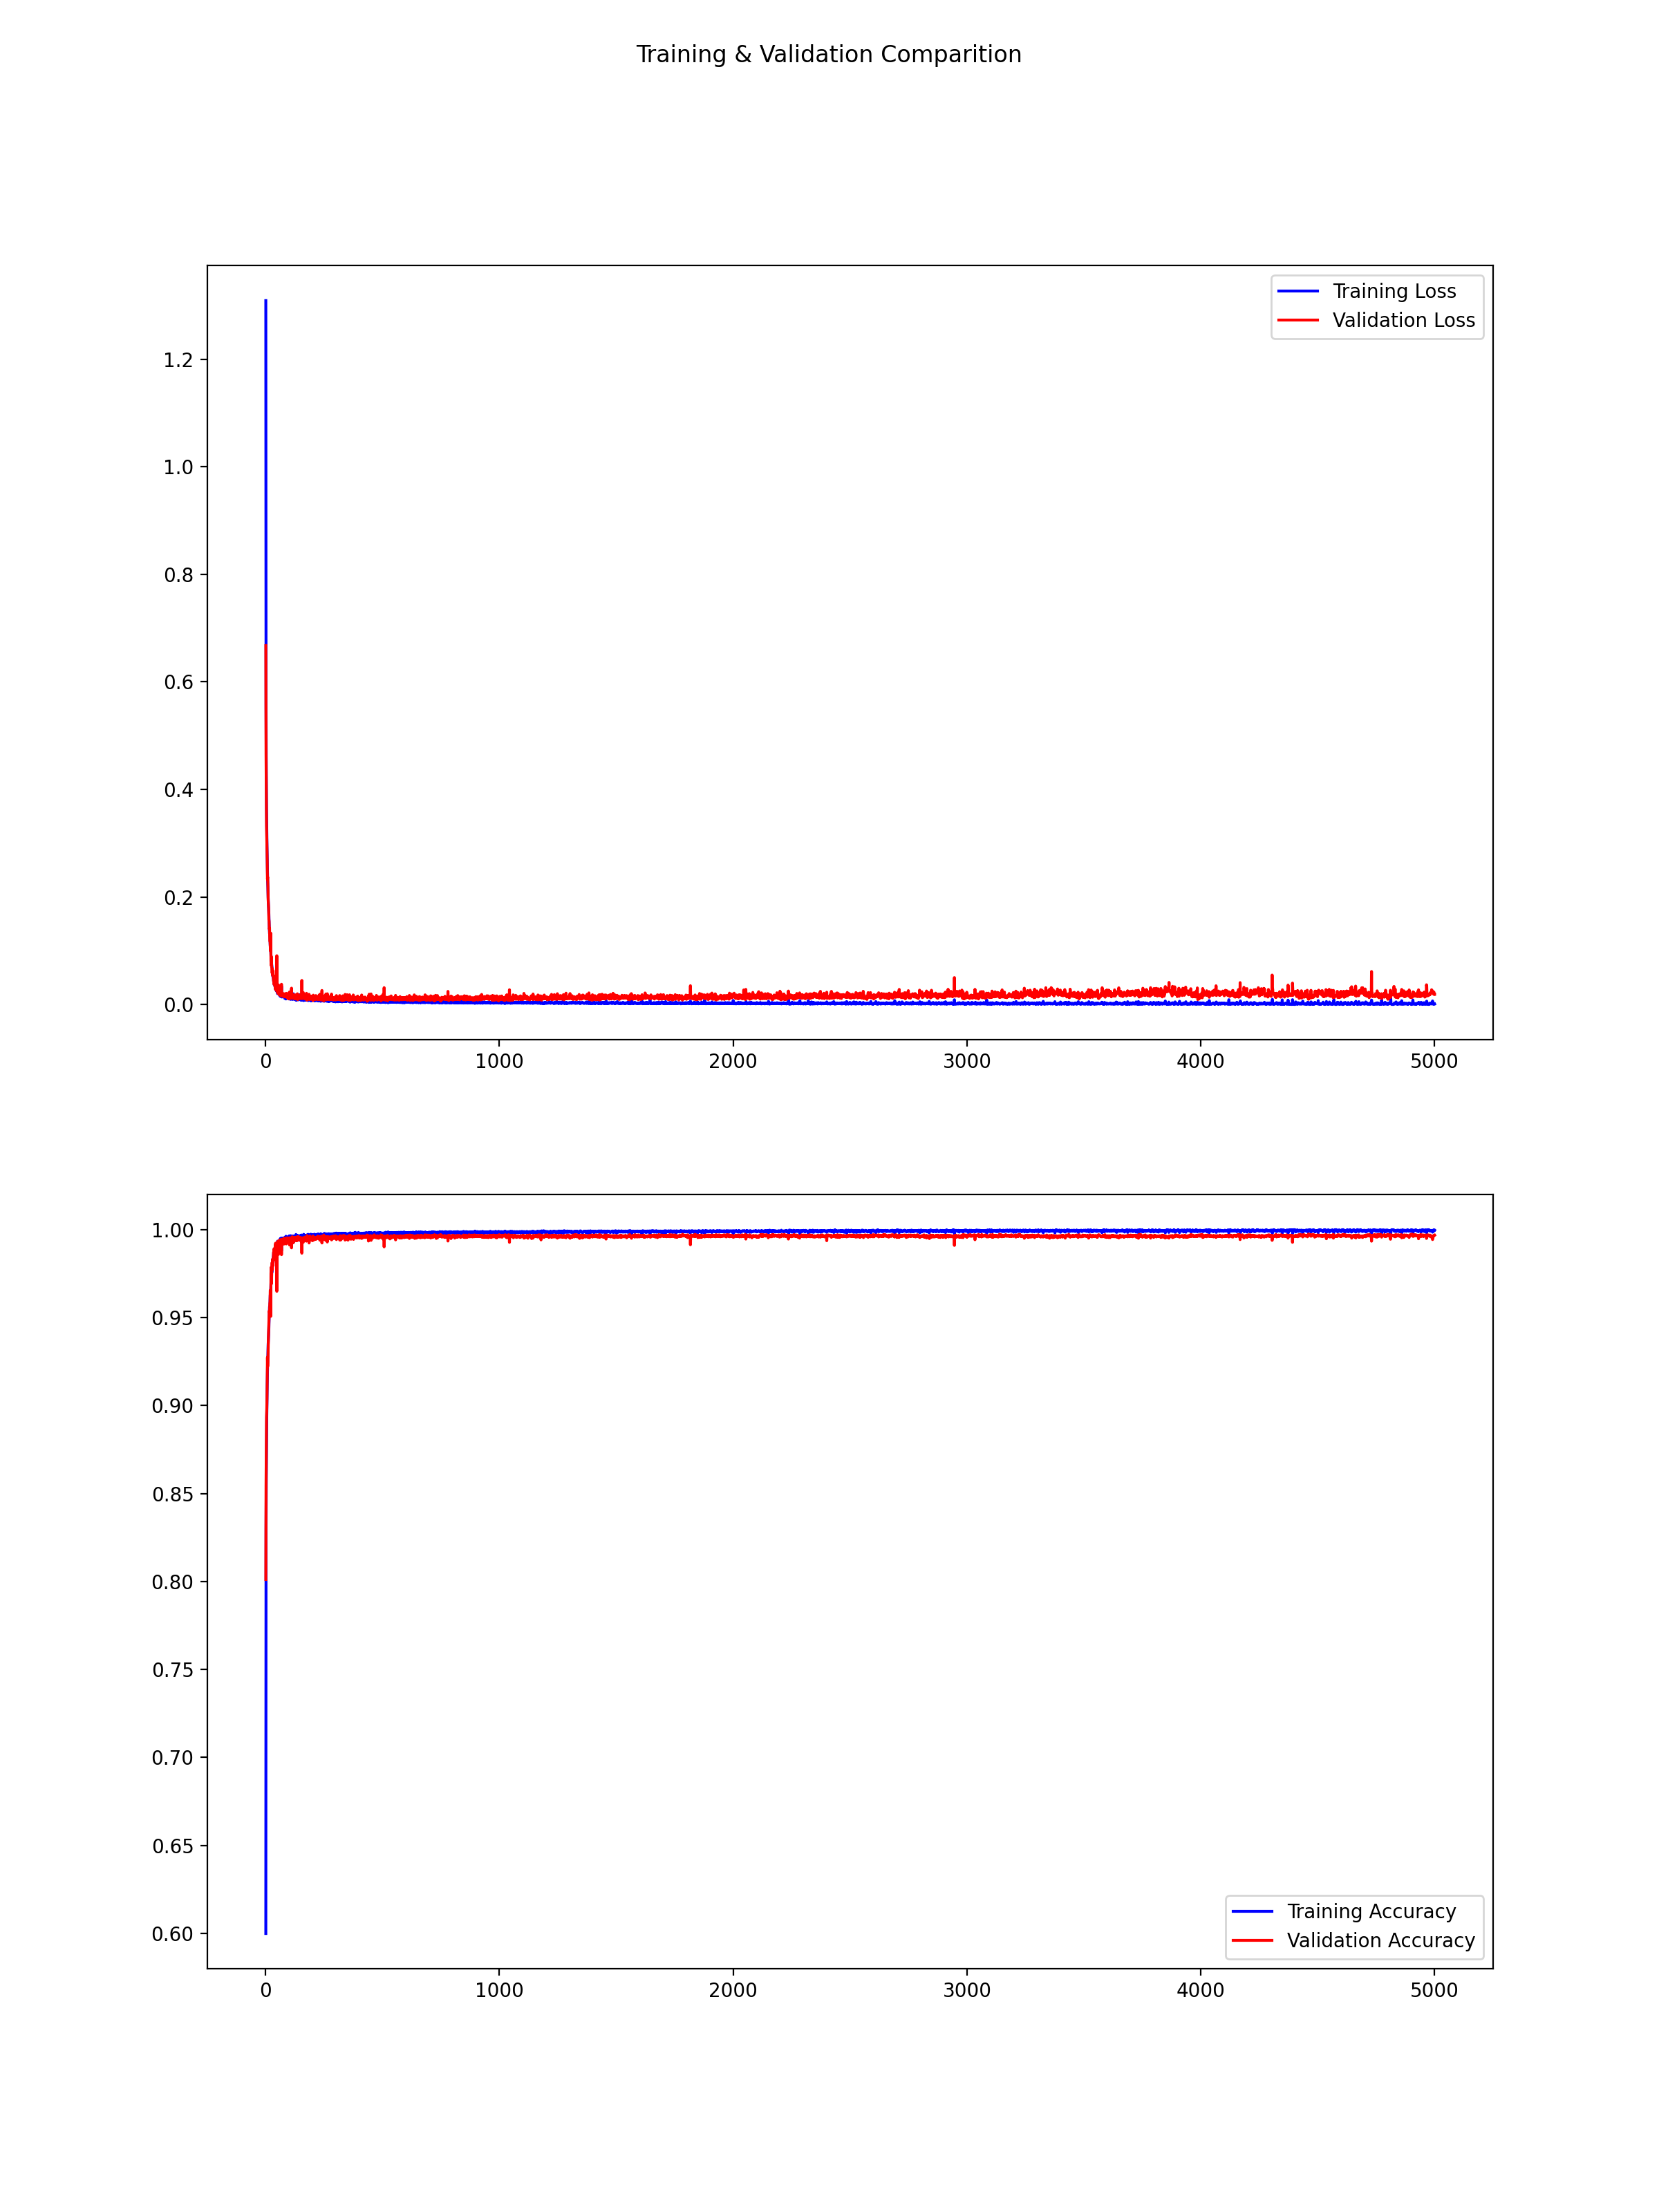 Training & Validation Comparition
Training Loss
Validation Loss
1.2
1.0
0.8
0.6
0.4
0.2
0.0
0 1000 2000 3000 4000 5000
1.00
0.95
0.90
0.85
0.80
0.75
0.70
0.65
0.60
Training Accuracy
Validation Accuracy
0 1000 2000 3000 4000 5000